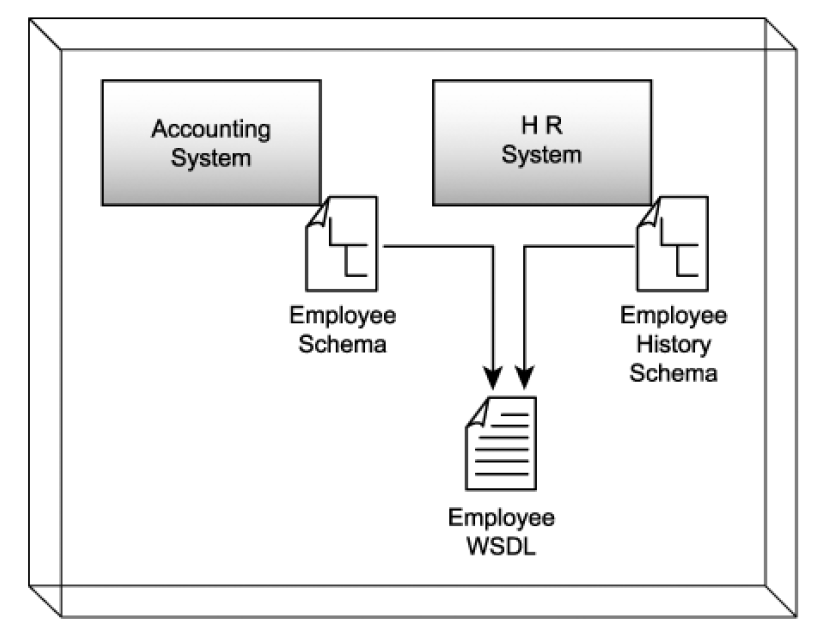 Accounting
System
H R
System
Employee
Schema
Employee
History
Schema
Employee
WSDL